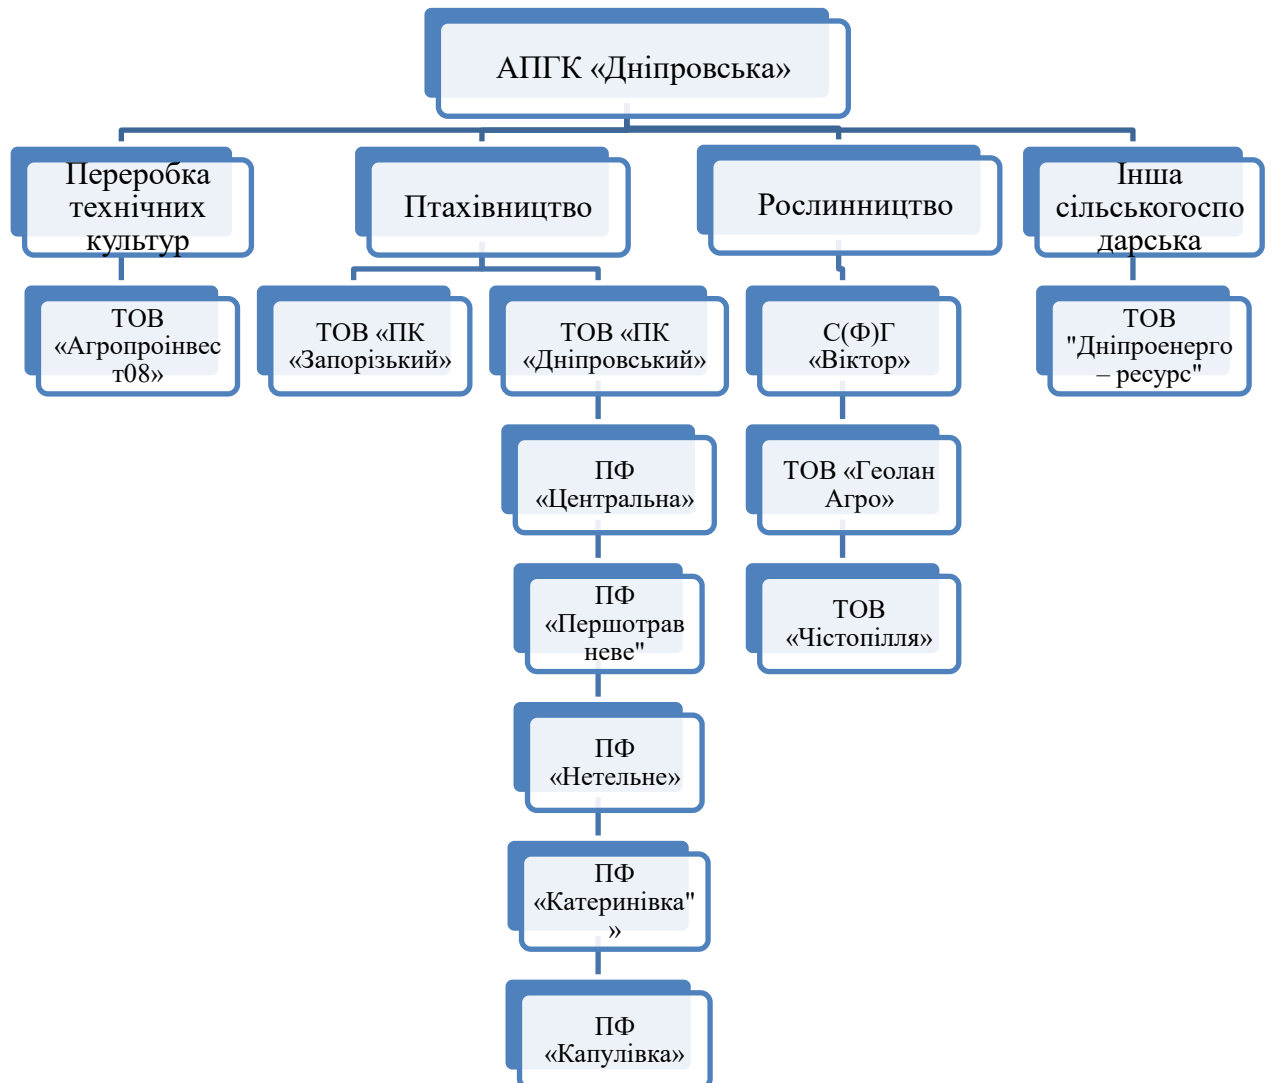 АПГК «Дніпровська»
Переробка
технічних
культур
Птахівництво
Рослинництво
Інша
сільськогоспо
дарська
ТОВ
«Агропроінвес
т08»
ТОВ «ПК
«Запорізький»
ТОВ «ПК
«Дніпровський»
С(Ф)Г
«Віктор»
ТОВ
"Дніпроенерго
– ресурс"
ПФ
«Центральна»
ТОВ «Геолан
Агро»
ПФ
«Першотрав
неве"
ТОВ
«Чістопілля»
ПФ
«Нетельне»
ПФ
«Катеринівка"
»
ПФ
«Капулівка»